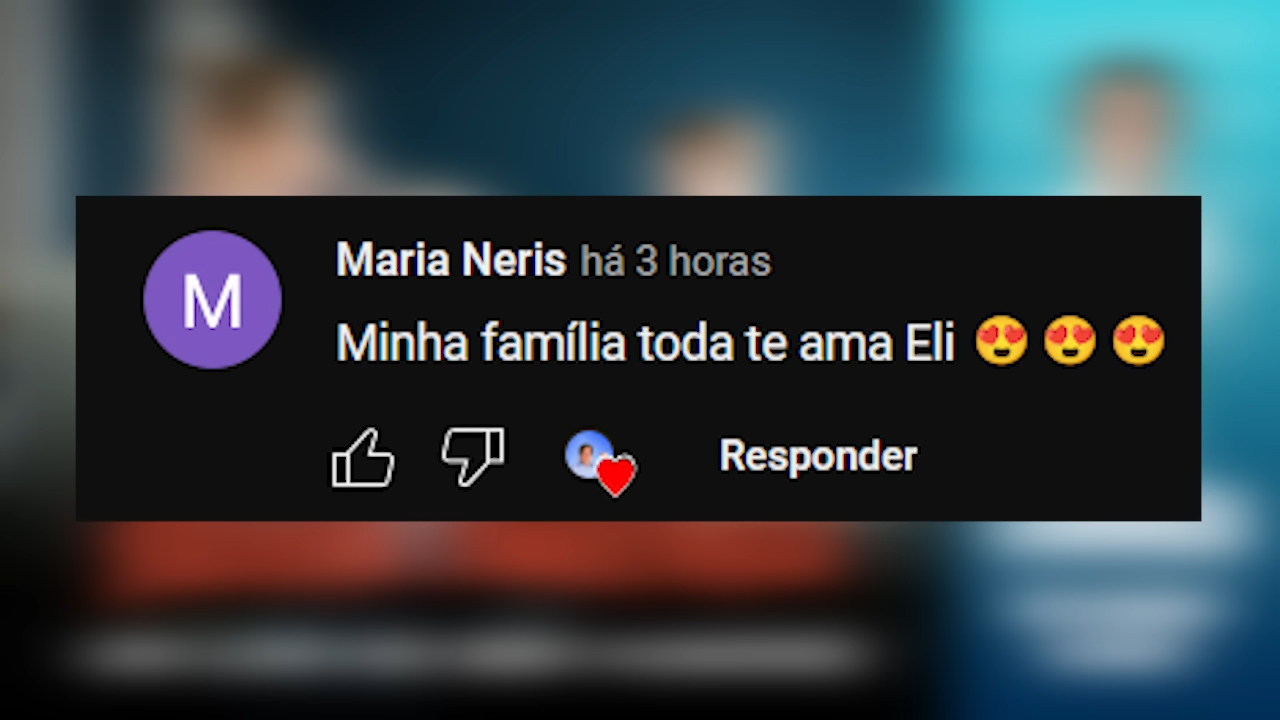 M
Maria Neris há 3 horas
Minha família toda te ama Eli 😍 😍 😍
Responder